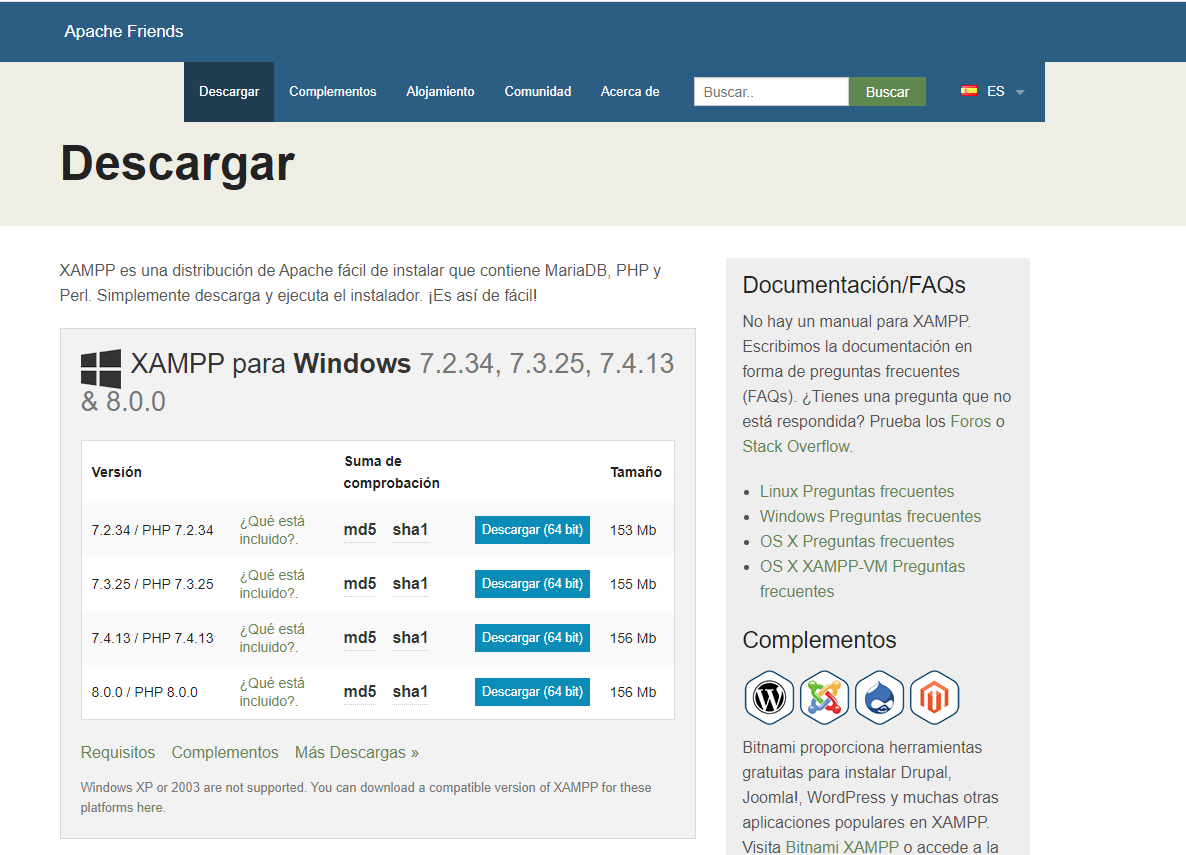 Apache Friends
Descargar Complementos Alojamiento Comunidad Acerca de Buscar.. Buscar ES
Descargar
XAMPP es una distribución de Apache fácil de instalar que contiene MariaDB, PHP y
Perl. Simplemente descarga y ejecuta el instalador. ¡Es así de fácil!
XAMPP para Windows 7.2.34, 7.3.25, 7.4.13
& 8.0.0
Versión Suma de comprobación Tamaño
7.2.34 / PHP 7.2.34 ¿Qué está incluido?. md5 sha1 Descargar (64 bit) 153 Mb
7.3.25 / PHP 7.3.25 ¿Qué está incluido?. md5 sha1 Descargar (64 bit) 155 Mb
7.4.13 / PHP 7.4.13 ¿Qué está incluido?. md5 sha1 Descargar (64 bit) 156 Mb
8.0.0 / PHP 8.0.0 ¿Qué está incluido?. md5 sha1 Descargar (64 bit) 156 Mb
Requisitos Complementos Más Descargas »
Windows XP or 2003 are not supported. You can download a compatible version of XAMPP for these
platforms here.
Documentación/FAQs
No hay un manual para XAMPP.
Escribimos la documentación en
forma de preguntas frecuentes
(FAQs). ¿Tienes una pregunta que no
está respondida? Prueba los Foros o
Stack Overflow.
Linux Preguntas frecuentes
Windows Preguntas frecuentes
OS X Preguntas frecuentes
OS X XAMPP-VM Preguntas
frecuentes
Complementos
Bitnami proporciona herramientas
gratuitas para instalar Drupal,
Joomla!, WordPress y muchas otras
aplicaciones populares en XAMPP.
Visita Bitnami XAMPP o accede a la